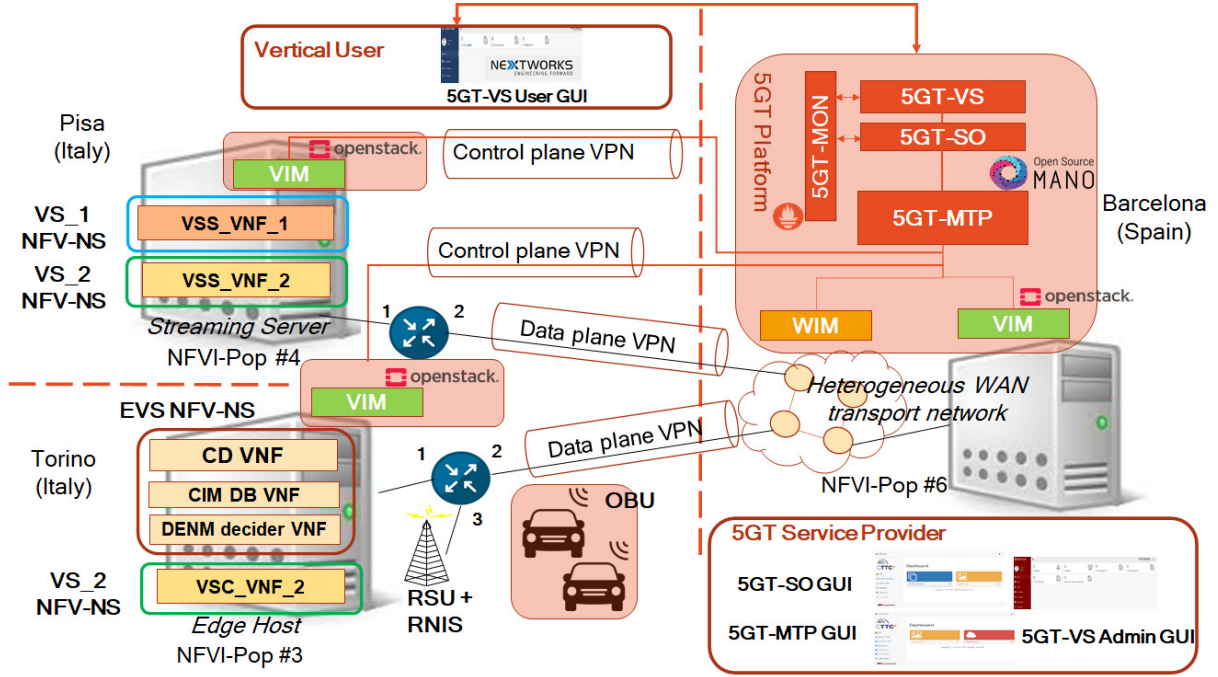 Vertical User
NEXTWORKS
ENGINEERING FORWARD
5GT-VS User GUI
Pisa
(Italy)
openstack.
VIM
Control plane VPN
VS_1
NFV-NS
VSS_VNF_1
VS_2
NFV-NS
VSS_VNF_2
Control plane VPN
Streaming Server
NFVI-Pop #4
1
2
Data plane VPN
5GT Platform
5GT-MON
5GT-VS
5GT-SO
Open Source
MANO
5GT-MTP
Barcelona
(Spain)
openstack.
WIM
VIM
Heterogeneous WAN
transport network
NFVI-Pop #6
openstack.
VIM
EVS NFV-NS
Torino
(Italy)
CD VNF
CIM DB VNF
DENM decider VNF
VS_2
NFV-NS
VSC_VNF_2
Edge Host
NFVI-Pop #3
1
2
3
Data plane VPN
RSU +
RNIS
OBU
5GT Service Provider
5GT-SO GUI
CTTC
Dashboard
5GT-MTP GUI
CTTC
Dashboard
5GT-VS Admin GUI